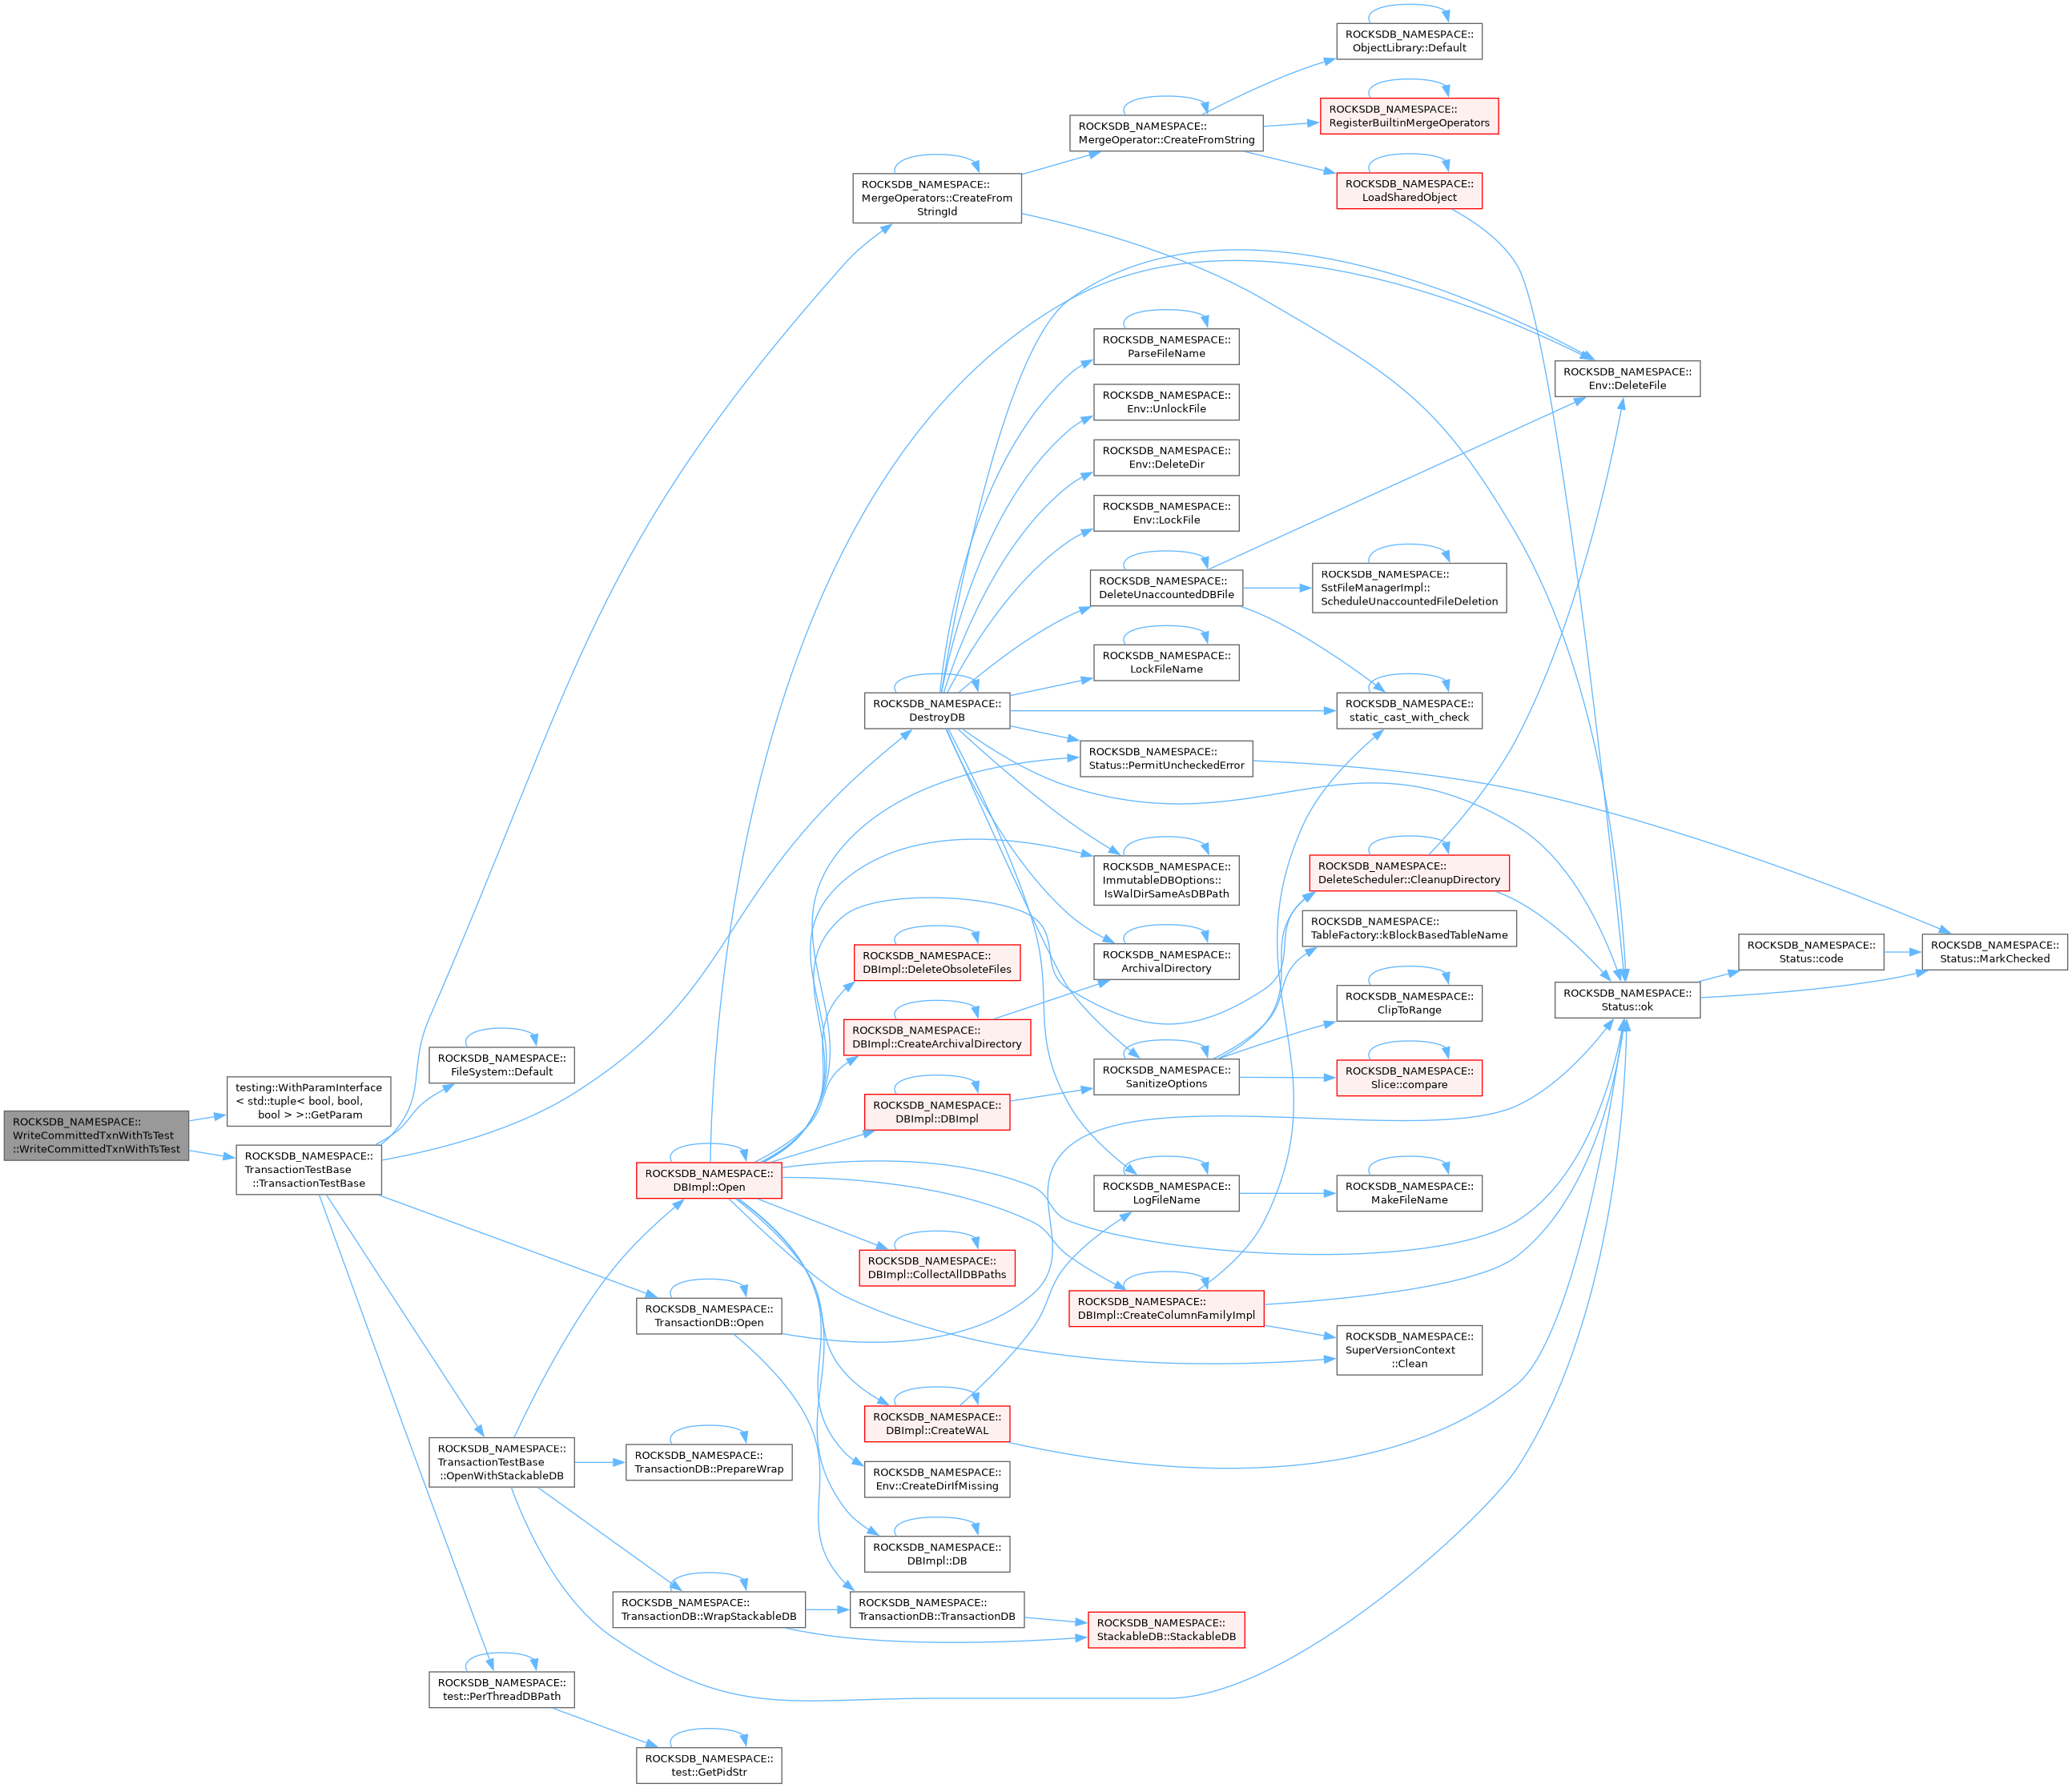 ROCKSDB_NAMESPACE::
WriteCommittedTxnWithTsTest
::WriteCommittedTxnWithTsTest
testing::WithParamInterface
< std::tuple< bool, bool,
bool > >::GetParam
ROCKSDB_NAMESPACE::
TransactionTestBase
::TransactionTestBase
ROCKSDB_NAMESPACE::
FileSystem::Default
ROCKSDB_NAMESPACE::
TransactionTestBase
::OpenWithStackableDB
ROCKSDB_NAMESPACE::
test::PerThreadDBPath
ROCKSDB_NAMESPACE::
DBImpl::Open
ROCKSDB_NAMESPACE::
TransactionDB::Open
ROCKSDB_NAMESPACE::
TransactionDB::PrepareWrap
ROCKSDB_NAMESPACE::
TransactionDB::WrapStackableDB
ROCKSDB_NAMESPACE::
test::GetPidStr
ROCKSDB_NAMESPACE::
MergeOperators::CreateFrom
StringId
ROCKSDB_NAMESPACE::
DestroyDB
ROCKSDB_NAMESPACE::
DBImpl::DeleteObsoleteFiles
ROCKSDB_NAMESPACE::
DBImpl::CreateArchivalDirectory
ROCKSDB_NAMESPACE::
DBImpl::DBImpl
ROCKSDB_NAMESPACE::
DBImpl::CollectAllDBPaths
ROCKSDB_NAMESPACE::
DBImpl::CreateWAL
ROCKSDB_NAMESPACE::
Env::CreateDirIfMissing
ROCKSDB_NAMESPACE::
DBImpl::DB
ROCKSDB_NAMESPACE::
TransactionDB::TransactionDB
ROCKSDB_NAMESPACE::
MergeOperator::CreateFromString
ROCKSDB_NAMESPACE::
ParseFileName
ROCKSDB_NAMESPACE::
Env::UnlockFile
ROCKSDB_NAMESPACE::
Env::DeleteDir
ROCKSDB_NAMESPACE::
Env::LockFile
ROCKSDB_NAMESPACE::
DeleteUnaccountedDBFile
ROCKSDB_NAMESPACE::
LockFileName
ROCKSDB_NAMESPACE::
Status::PermitUncheckedError
ROCKSDB_NAMESPACE::
ImmutableDBOptions::
IsWalDirSameAsDBPath
ROCKSDB_NAMESPACE::
ArchivalDirectory
ROCKSDB_NAMESPACE::
SanitizeOptions
ROCKSDB_NAMESPACE::
LogFileName
ROCKSDB_NAMESPACE::
DBImpl::CreateColumnFamilyImpl
ROCKSDB_NAMESPACE::
StackableDB::StackableDB
ROCKSDB_NAMESPACE::
ObjectLibrary::Default
ROCKSDB_NAMESPACE::
RegisterBuiltinMergeOperators
ROCKSDB_NAMESPACE::
LoadSharedObject
ROCKSDB_NAMESPACE::
SstFileManagerImpl::
ScheduleUnaccountedFileDeletion
ROCKSDB_NAMESPACE::
static_cast_with_check
ROCKSDB_NAMESPACE::
DeleteScheduler::CleanupDirectory
ROCKSDB_NAMESPACE::
TableFactory::kBlockBasedTableName
ROCKSDB_NAMESPACE::
ClipToRange
ROCKSDB_NAMESPACE::
Slice::compare
ROCKSDB_NAMESPACE::
MakeFileName
ROCKSDB_NAMESPACE::
SuperVersionContext
::Clean
ROCKSDB_NAMESPACE::
Env::DeleteFile
ROCKSDB_NAMESPACE::
Status::ok
ROCKSDB_NAMESPACE::
Status::code
ROCKSDB_NAMESPACE::
Status::MarkChecked